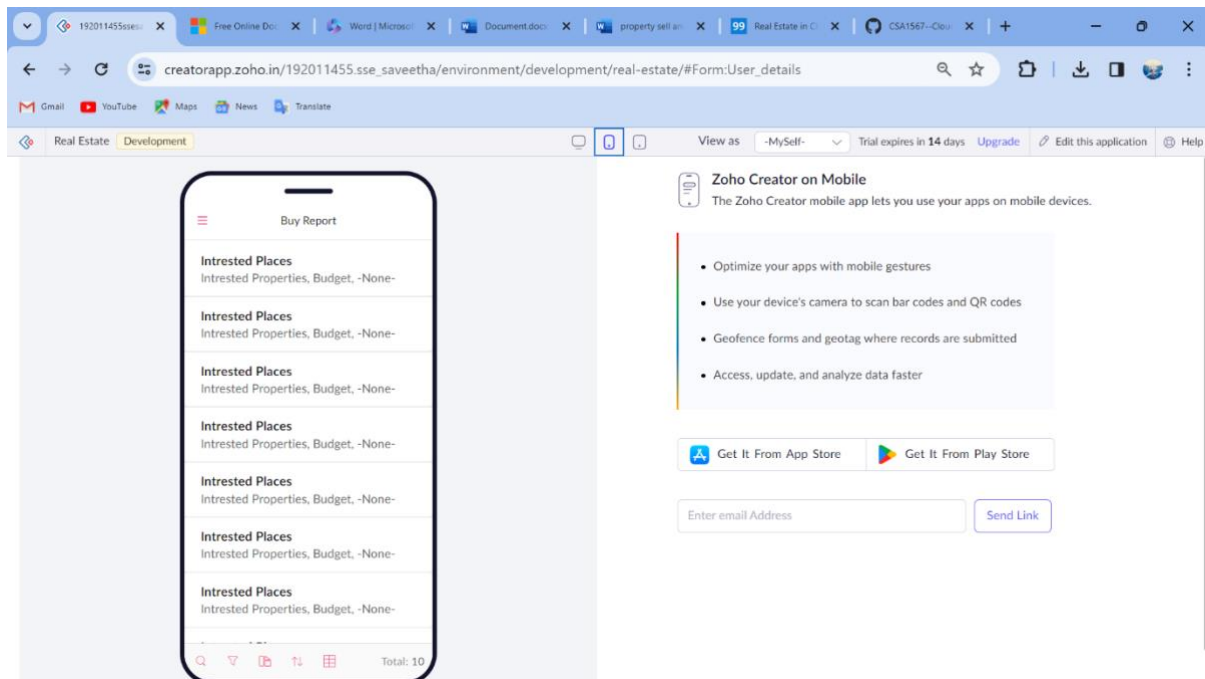 192011455sses
Free Online Doc
Word | Microsof
Document.docx
property sell an
99 Real Estate in C
CSA1567--Clou
creatorapp.zoho.in/192011455.sse_saveetha/environment/development/real-estate/#Form:User_details
Gmail YouTube Maps News Translate
Real Estate Development
View as -MySelf- Trial expires in 14 days Upgrade Edit this application Help
Buy Report
Intrested Places
Intrested Properties, Budget, -None-
Intrested Places
Intrested Properties, Budget, -None-
Intrested Places
Intrested Properties, Budget, -None-
Intrested Places
Intrested Properties, Budget, -None-
Intrested Places
Intrested Properties, Budget, -None-
Intrested Places
Intrested Properties, Budget, -None-
Intrested Places
Intrested Properties, Budget, -None-
Total: 10
Zoho Creator on Mobile
The Zoho Creator mobile app lets you use your apps on mobile devices.
• Optimize your apps with mobile gestures
• Use your device's camera to scan bar codes and QR codes
• Geofence forms and geotag where records are submitted
• Access, update, and analyze data faster
Get It From App Store
Get It From Play Store
Enter email Address
Send Link